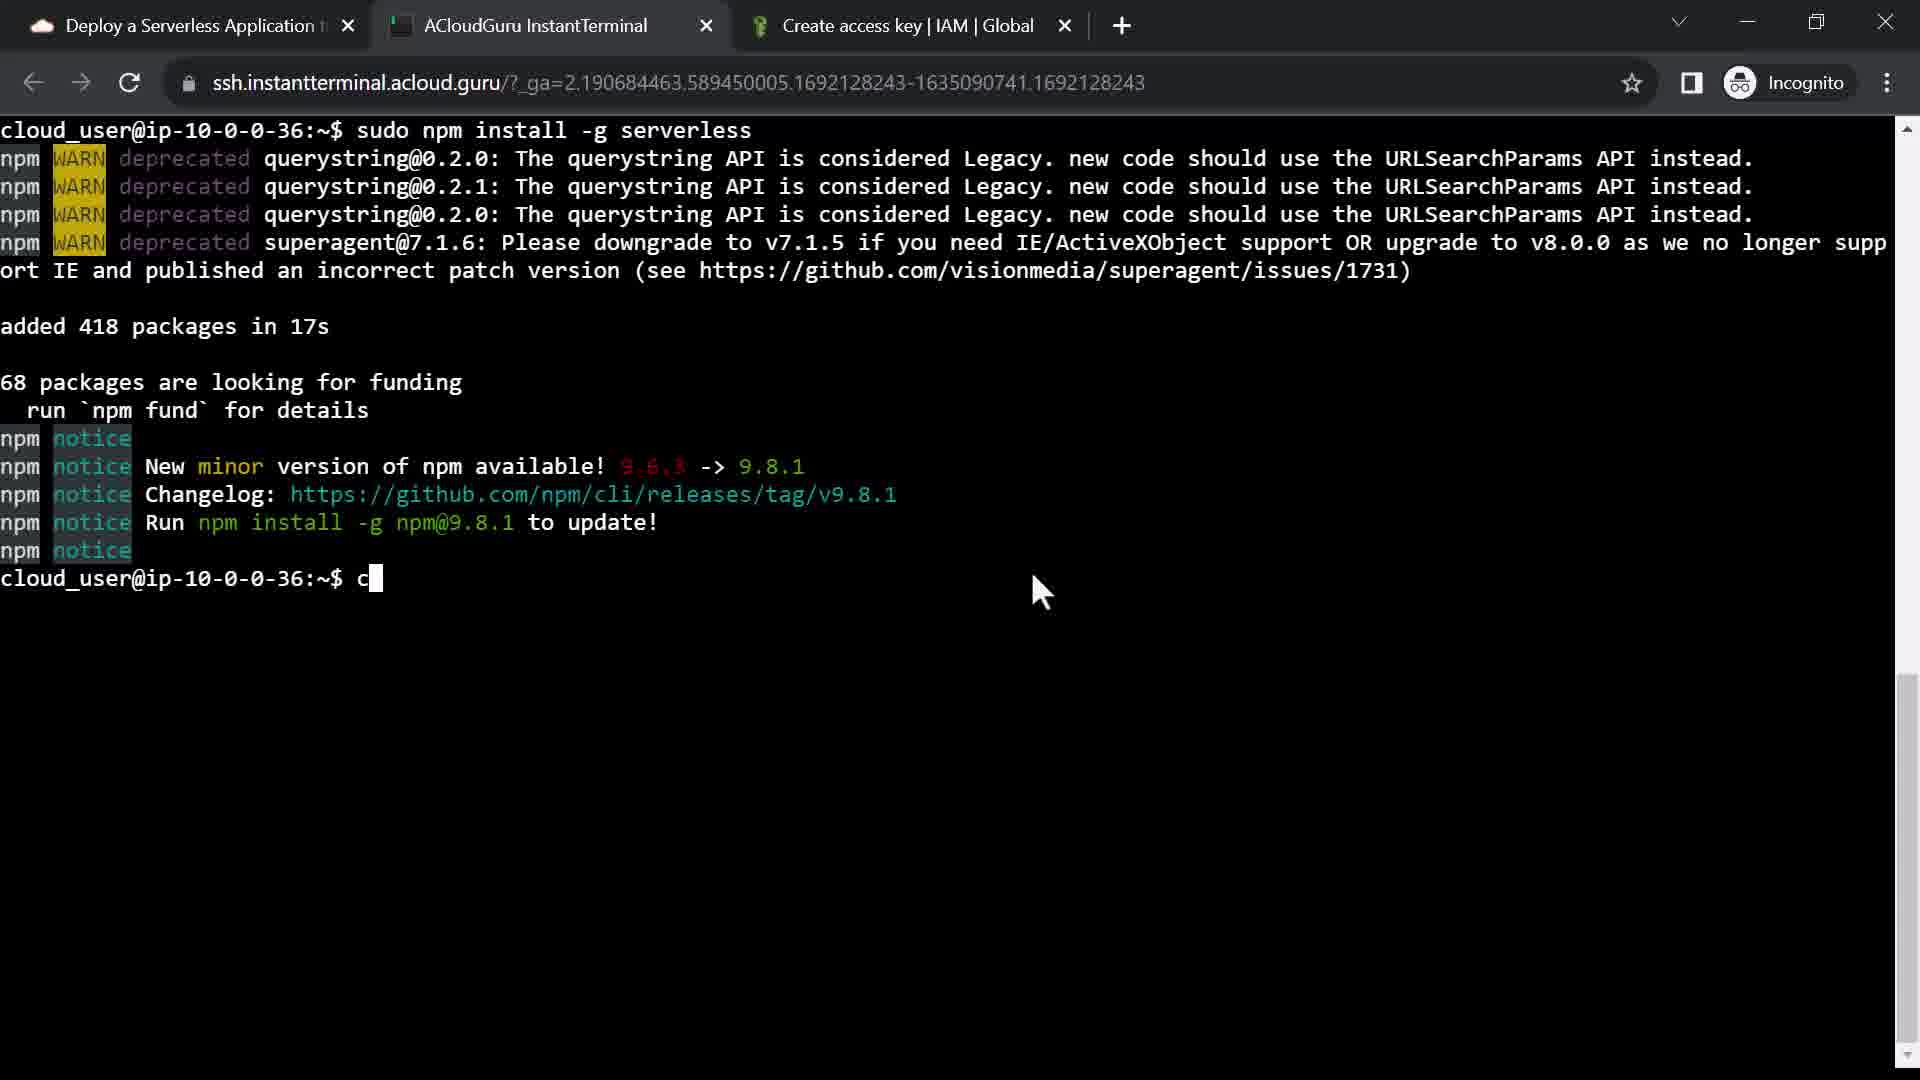 Deploy a Serverless Application
ACloudGuru InstantTerminal
Create access key | IAM | Global
ssh.instantterminal.acloud.guru/?_ga=2.190684463.589450005.1692128243-1635090741.1692128243
Incognito
cloud_user@ip-10-0-0-36:~$ sudo npm install -g serverless
npm WARN deprecated querystring@0.2.0: The querystring API is considered Legacy. new code should use the URLSearchParams API instead.
npm WARN deprecated querystring@0.2.1: The querystring API is considered Legacy. new code should use the URLSearchParams API instead.
npm WARN deprecated querystring@0.2.0: The querystring API is considered Legacy. new code should use the URLSearchParams API instead.
npm WARN deprecated superagent@7.1.6: Please downgrade to v7.1.5 if you need IE/ActiveXObject support OR upgrade to v8.0.0 as we no longer supp
ort IE and published an incorrect patch version (see https://github.com/visionmedia/superagent/issues/1731)
added 418 packages in 17s
68 packages are looking for funding
run `npm fund` for details
npm notice
npm notice New minor version of npm available! 9.6.3 -> 9.8.1
npm notice Changelog: https://github.com/npm/cli/releases/tag/v9.8.1
npm notice Run npm install -g npm@9.8.1 to update!
npm notice
cloud_user@ip-10-0-0-36:~$ c